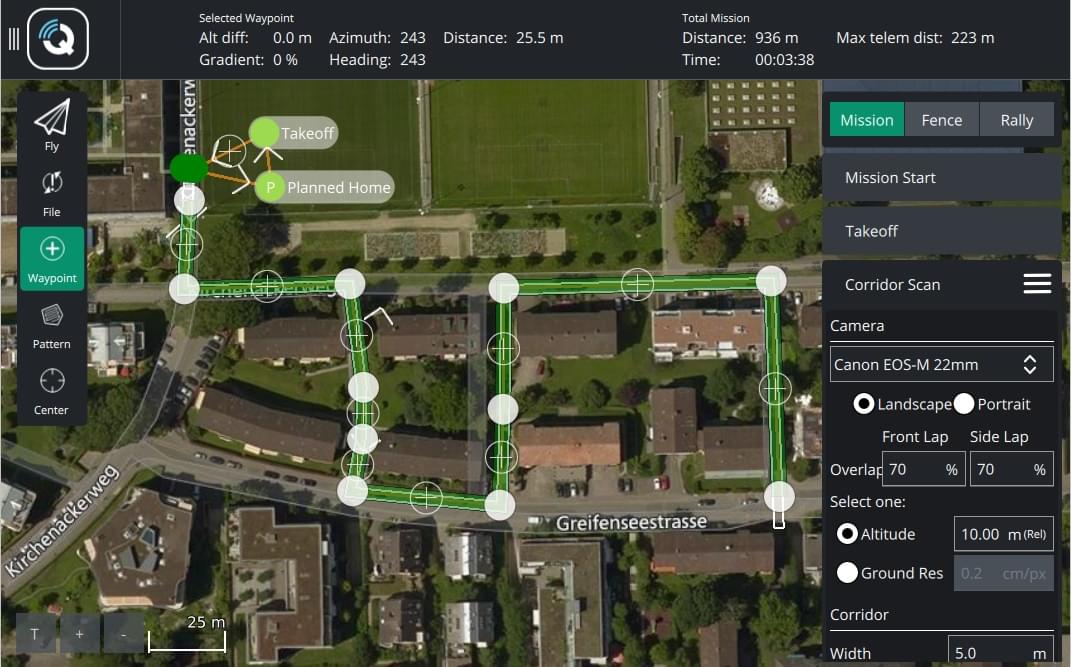 Selected Waypoint
Alt diff: 0.0 m Azimuth: 243 Distance: 25.5 m
Gradient: 0 % Heading: 243
Total Mission
Distance: 936 m Max telem dist: 223 m
Time: 00:03:38
Fly
File
Waypoint
Pattern
Center
enackerw
Takeoff
P Planned Home
Greifenseestrasse
Kirchenackerweg
T + -
25 m
Mission Fence Rally
Mission Start
Takeoff
Corridor Scan
Camera
Canon EOS-M 22mm
Landscape Portrait
Front Lap Side Lap
Overlap 70 % 70 %
Select one:
Altitude 10.00 m(Rel)
Ground Res 0.2 cm/px
Corridor
Width 5.0 m